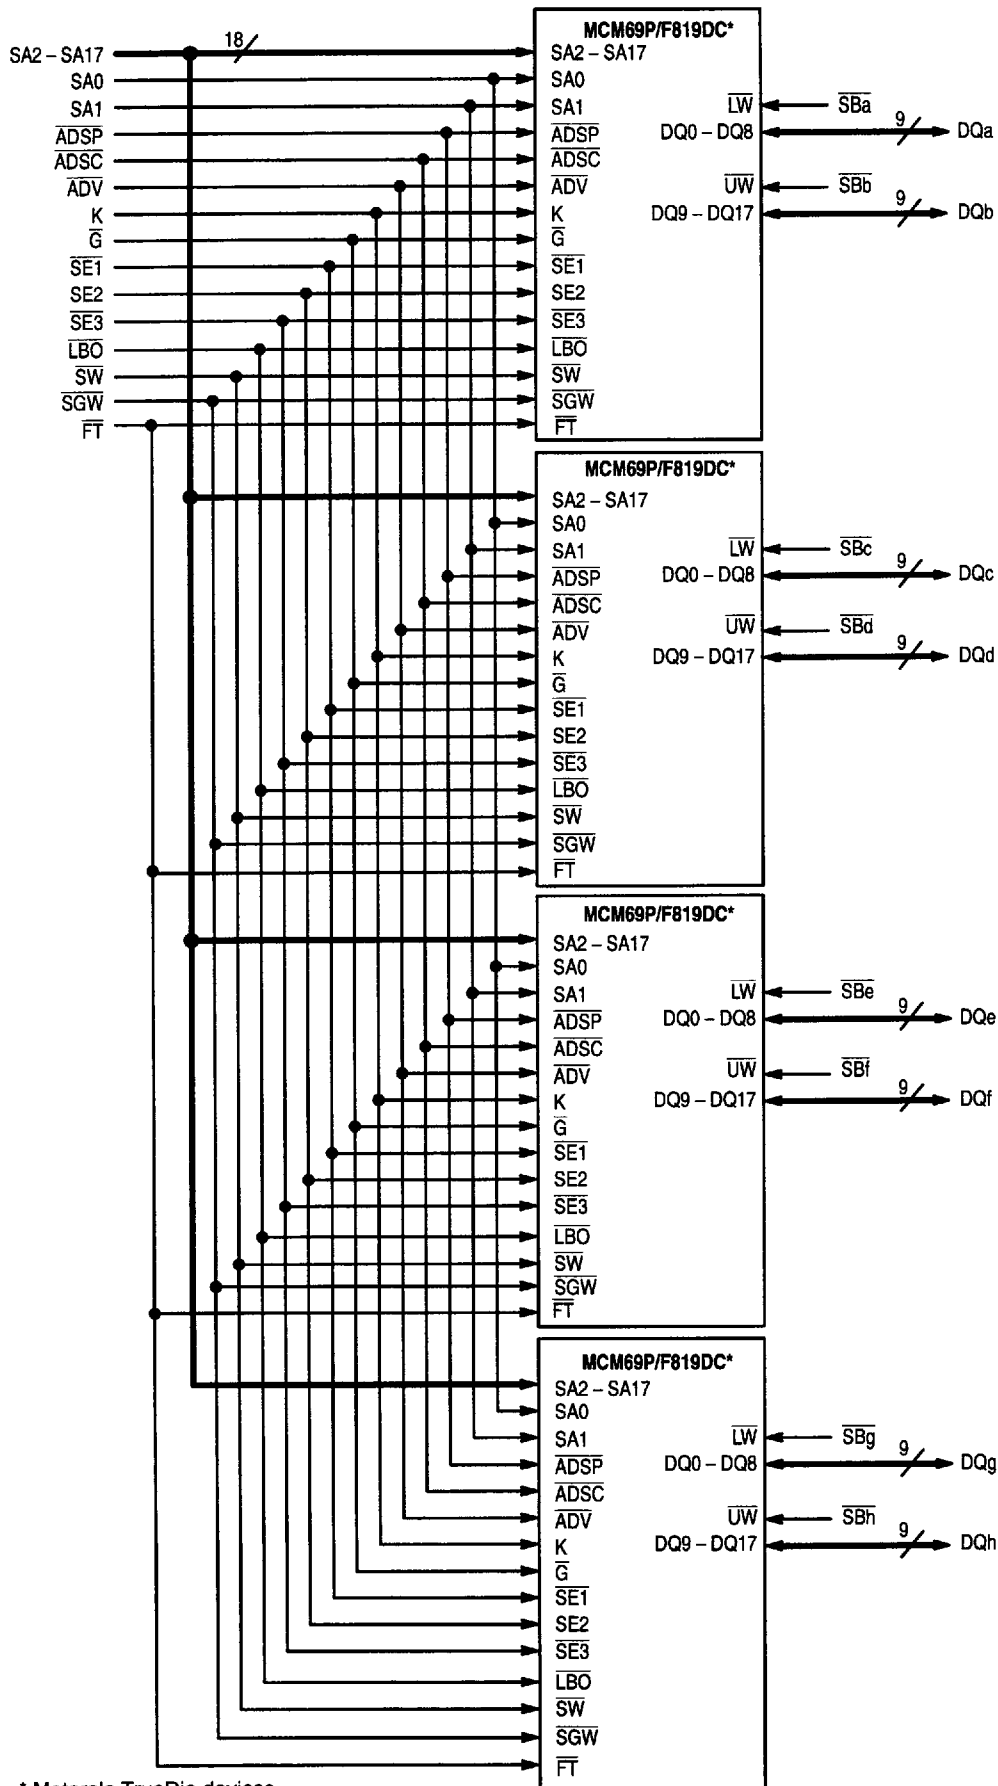 SA2 – SA17
SA0
SA1
ADSP
ADSC
ADV
K
G
SE1
SE2
SE3
LBO
SW
SGW
FT
18
MCM69P/F819DC*
SA2 – SA17
SA0
SA1
ADSP
ADSC
ADV
K
G
SE1
SE2
SE3
LBO
SW
SGW
FT
LW SBa
DQ0 – DQ8 9 DQa
UW SBb
DQ9 – DQ17 9 DQb
MCM69P/F819DC*
SA2 – SA17
SA0
SA1
ADSP
ADSC
ADV
K
G
SE1
SE2
SE3
LBO
SW
SGW
FT
LW SBc
DQ0 – DQ8 9 DQc
UW SBd
DQ9 – DQ17 9 DQd
MCM69P/F819DC*
SA2 – SA17
SA0
SA1
ADSP
ADSC
ADV
K
G
SE1
SE2
SE3
LBO
SW
SGW
FT
LW SBe
DQ0 – DQ8 9 DQe
UW SBf
DQ9 – DQ17 9 DQf
MCM69P/F819DC*
SA2 – SA17
SA0
SA1
ADSP
ADSC
ADV
K
G
SE1
SE2
SE3
LBO
SW
SGW
FT
LW SBg
DQ0 – DQ8 9 DQg
UW SBh
DQ9 – DQ17 9 DQh
* Motorola TrueDie devices